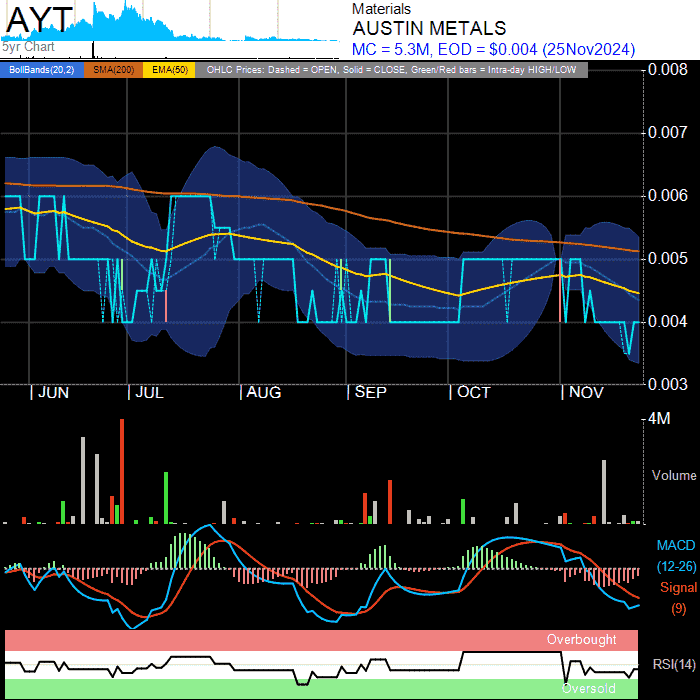 AYT
5yr Chart
Materials
AUSTIN METALS
MC = 5.3M, EOD = $0.004 (25Nov2024)
BollBands(20,2) SMA(200) EMA(50) OHLC Prices: Dashed = OPEN, Solid = CLOSE, Green/Red bars = Intra-day HIGH/LOW
0.008
0.007
0.006
0.005
0.004
0.003
| JUN | JUL | AUG | SEP | OCT | NOV
4M
Volume
MACD
(12-26)
Signal
(9)
Overbought
RSI(14)
Oversold